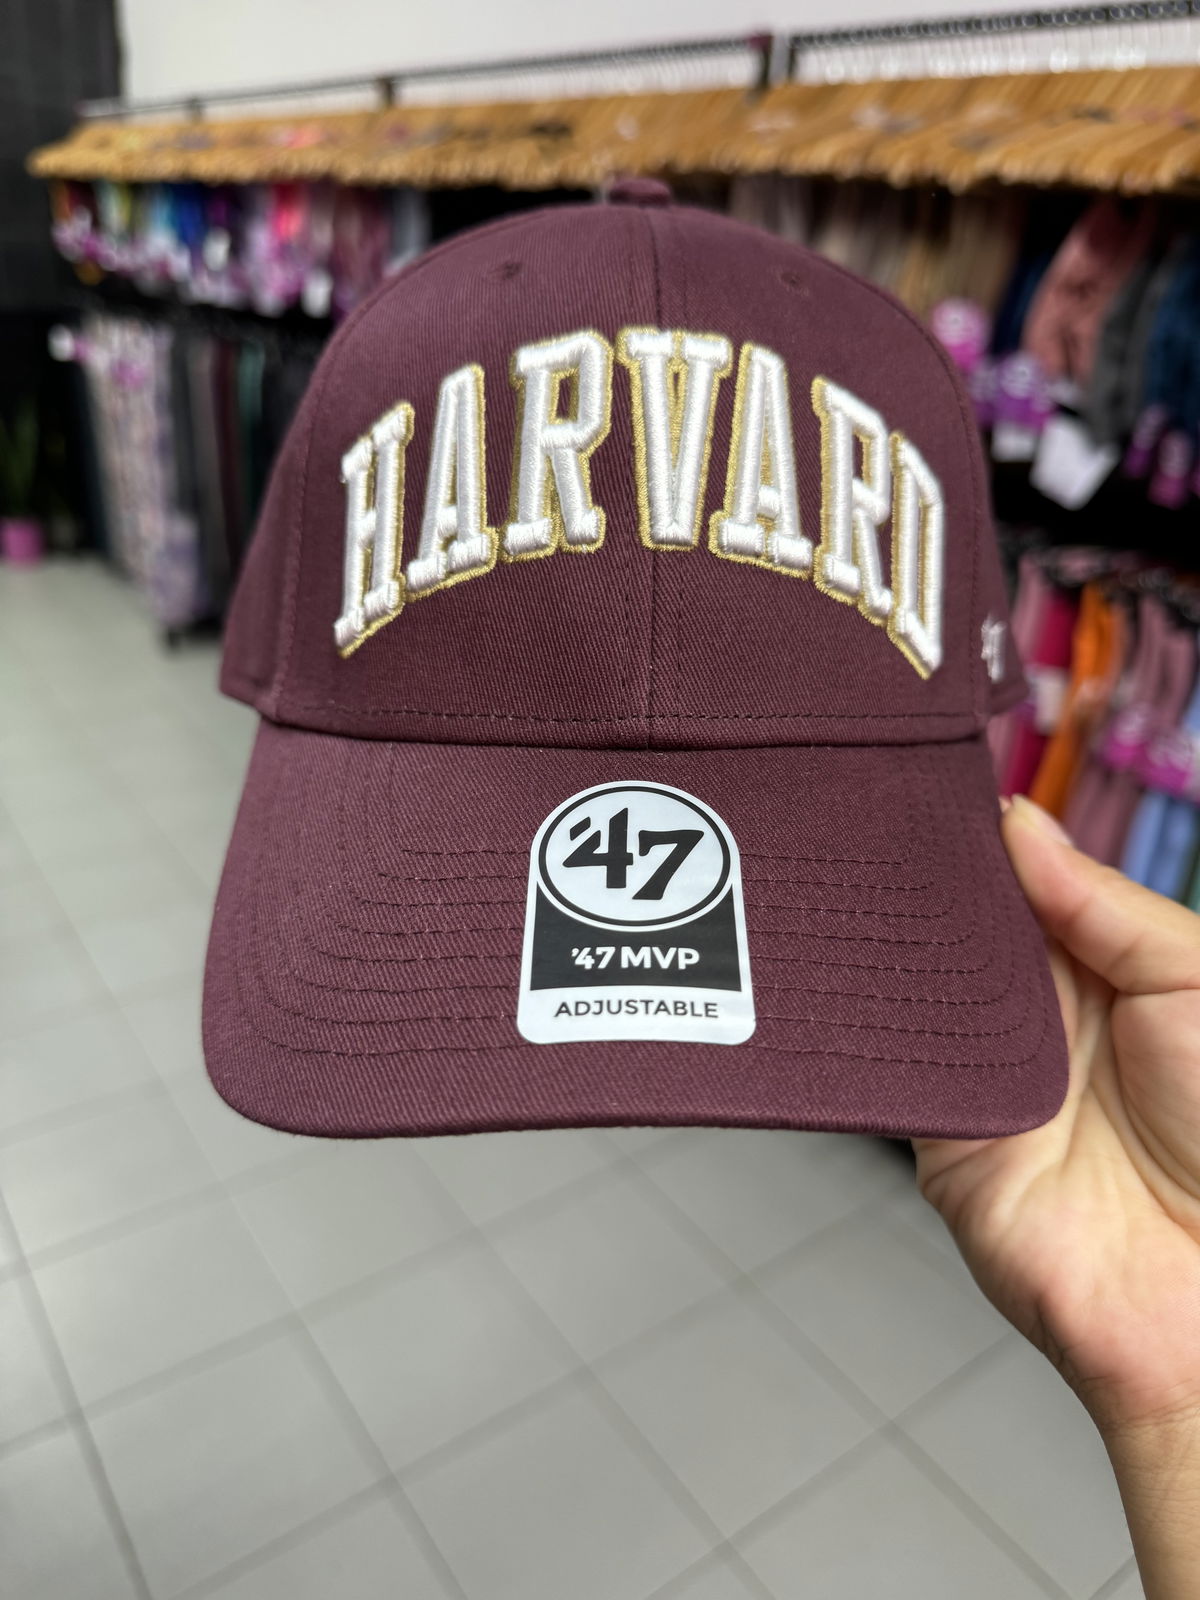 HARVARD
'47
'47 MVP
ADJUSTABLE